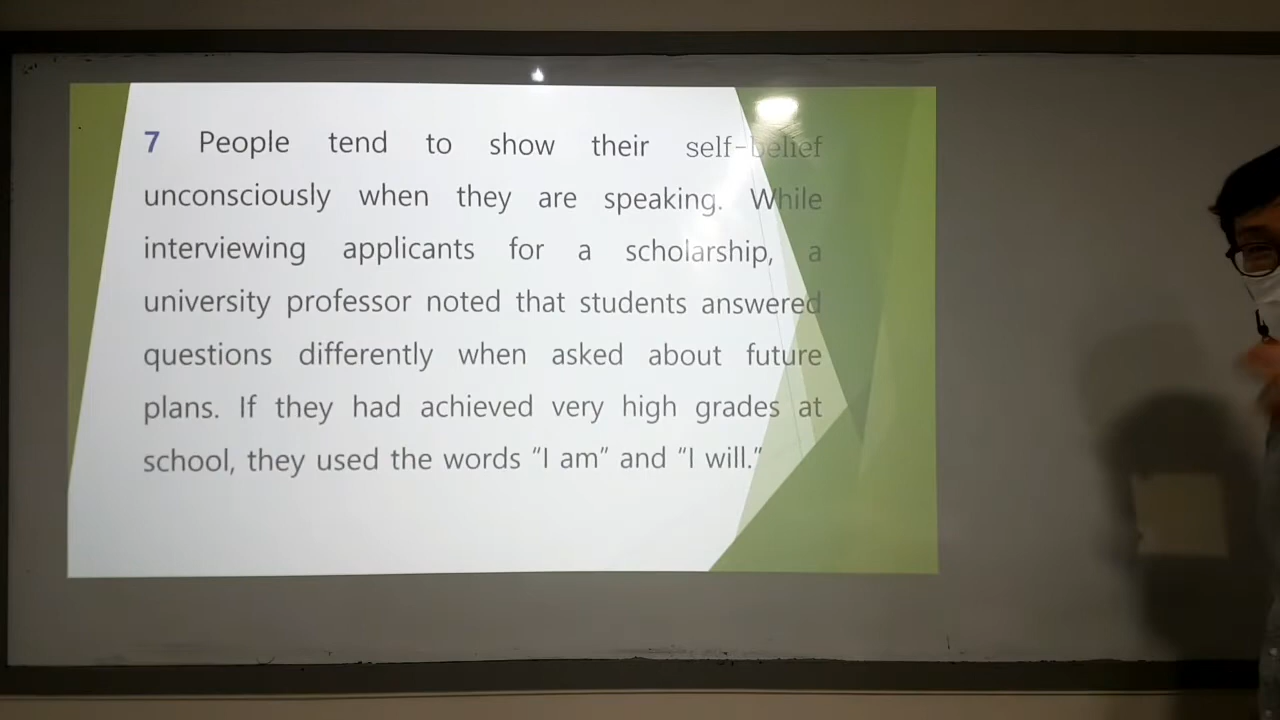 7 People tend to show their self-belief
unconsciously when they are speaking. While
interviewing applicants for a scholarship, a
university professor noted that students answered
questions differently when asked about future
plans. If they had achieved very high grades at
school, they used the words “I am” and “I will.”